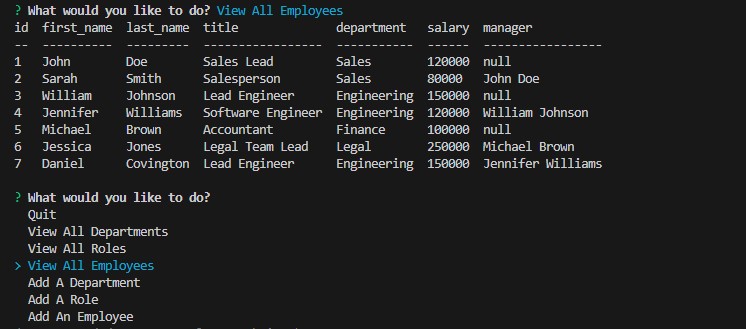 ? What would you like to do? View All Employees
id  first_name  last_name  title              department   salary  manager
--  ----------  ---------  -----------------  -----------  ------  -----------------
1   John        Doe        Sales Lead         Sales        120000  null
2   Sarah       Smith      Salesperson        Sales        80000   John Doe
3   William     Johnson    Lead Engineer      Engineering  150000  null
4   Jennifer    Williams   Software Engineer  Engineering  120000  William Johnson
5   Michael     Brown      Accountant         Finance      100000  null
6   Jessica     Jones      Legal Team Lead    Legal        250000  Michael Brown
7   Daniel      Covington  Lead Engineer      Engineering  150000  Jennifer Williams
? What would you like to do?
Quit
View All Departments
View All Roles
> View All Employees
Add A Department
Add A Role
Add An Employee